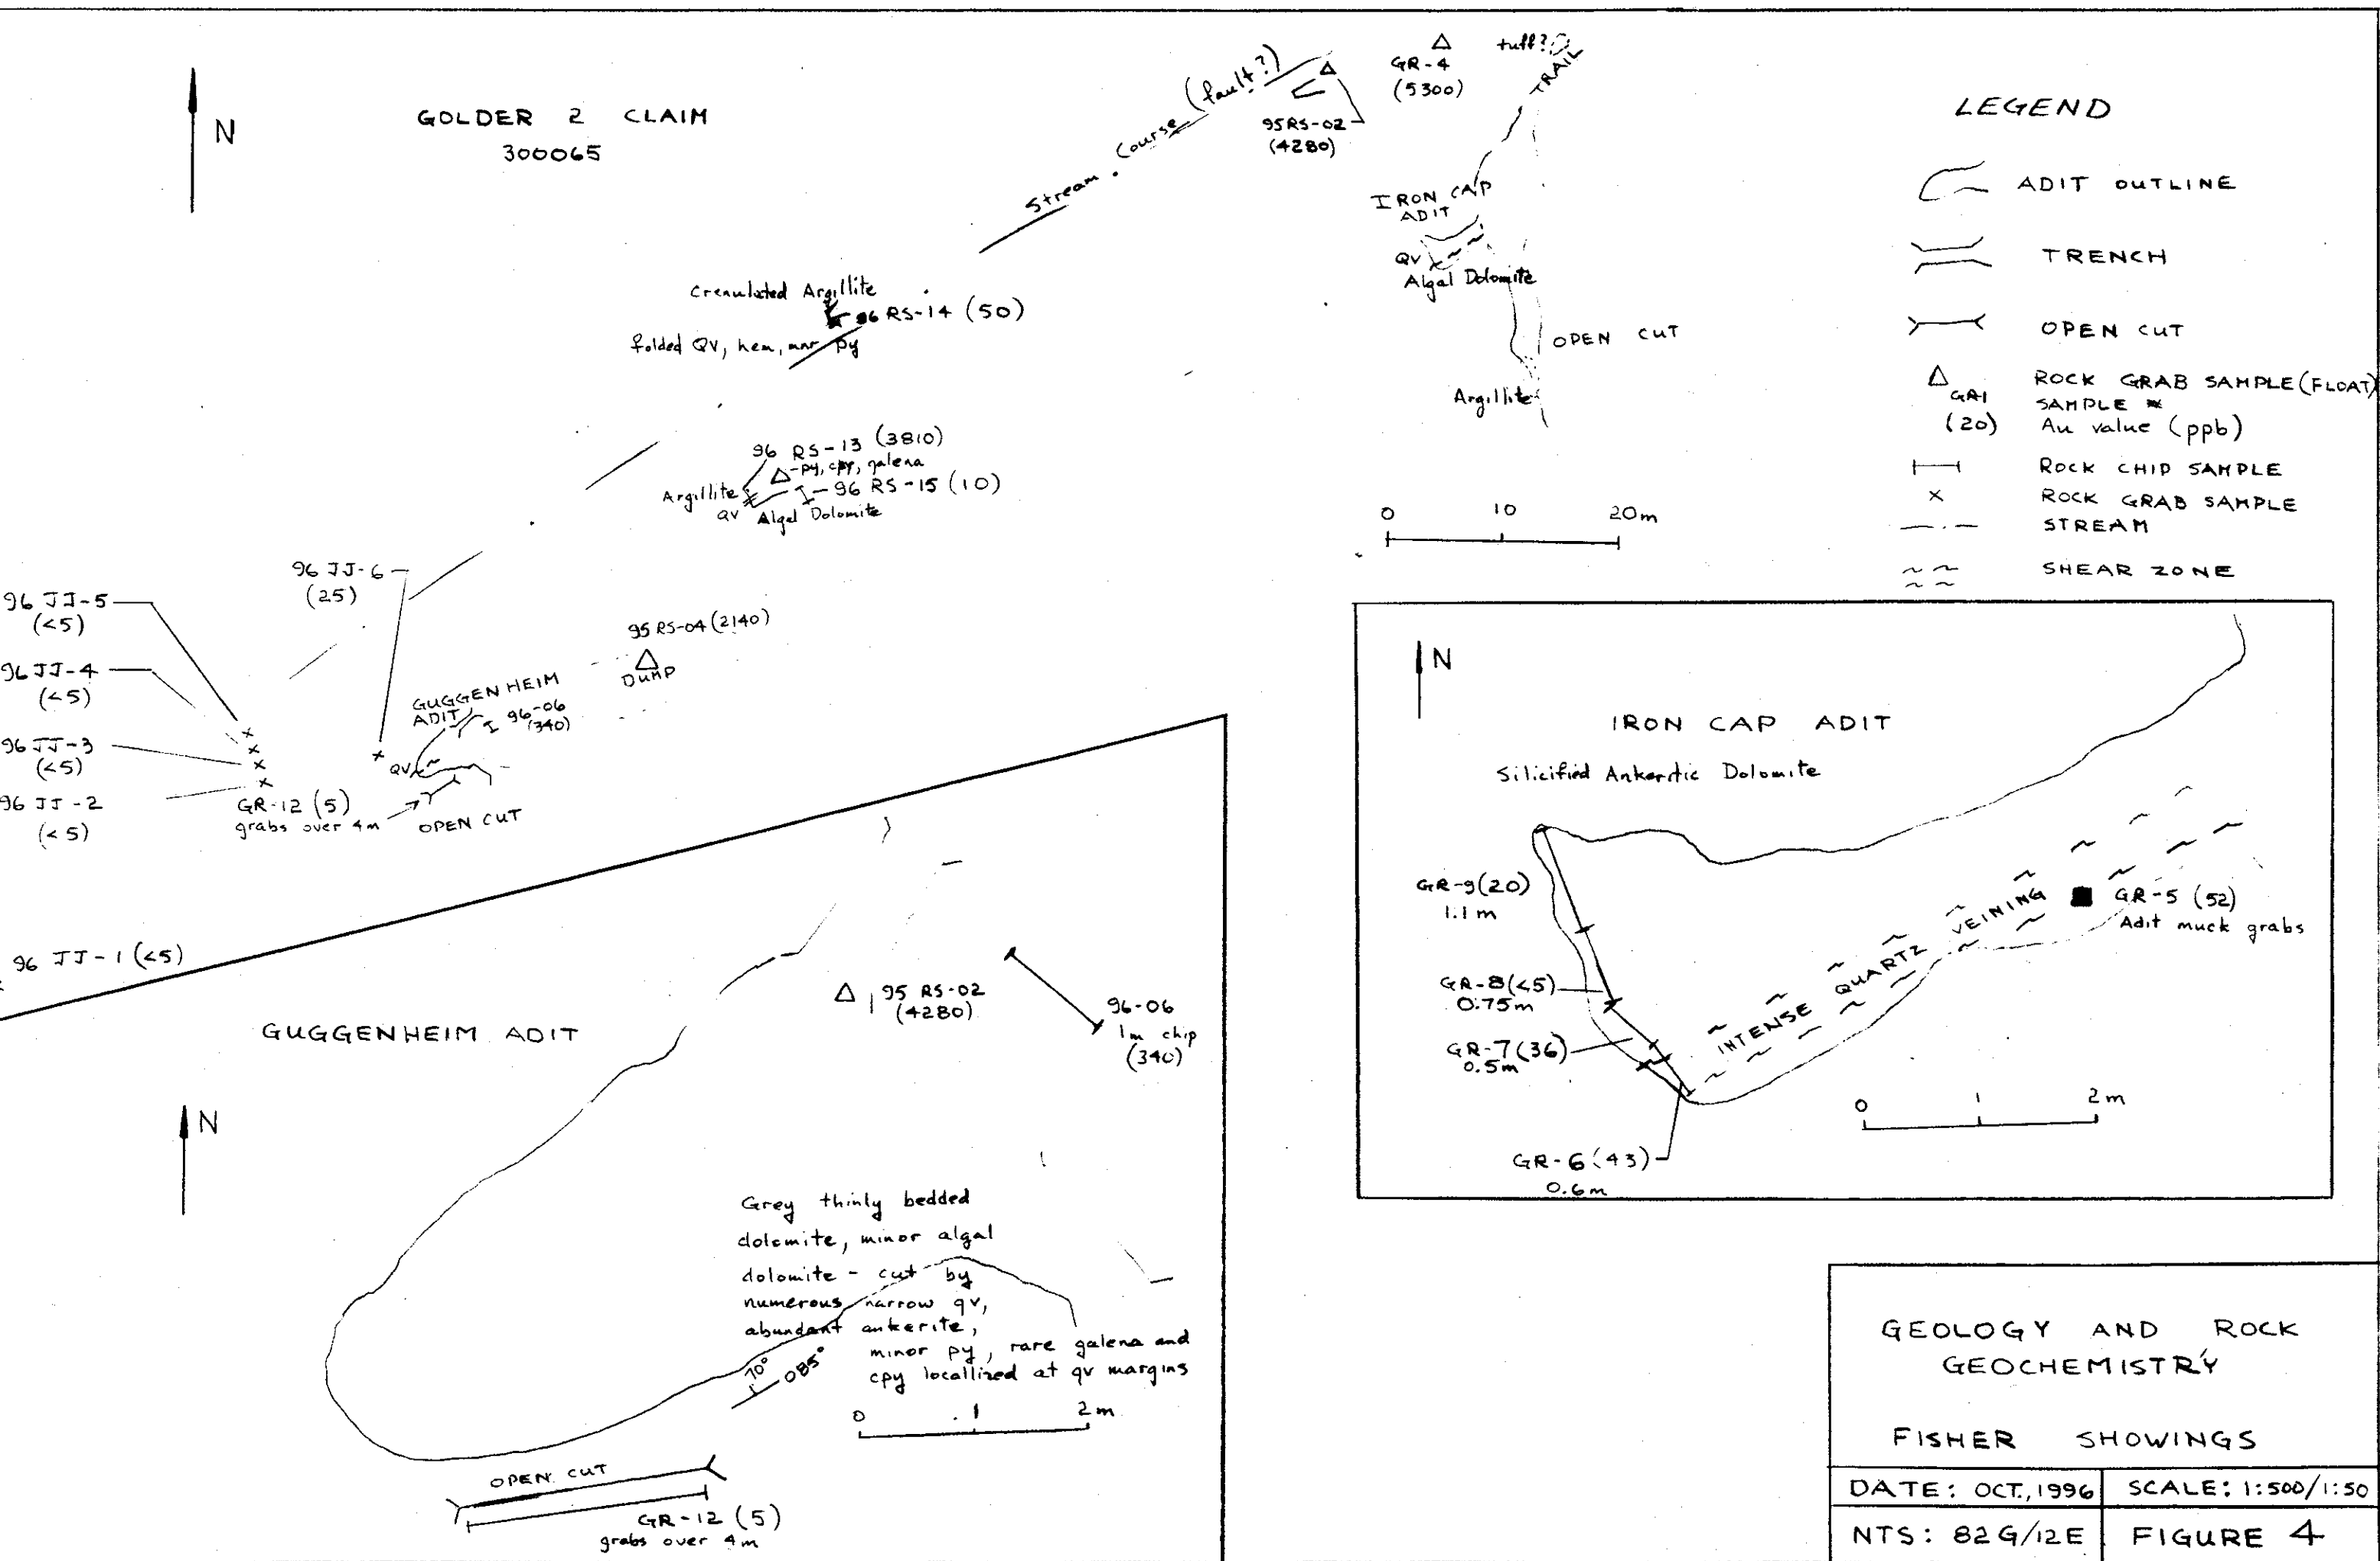 N
GOLDER 2 CLAIM
300065
Stream Course (fault?)
95RS-02
(4280)
GR-4
(5300)
tuff?
TRAIL
IRON CAP
ADIT
QV
Algal Dolomite
OPEN CUT
Argillite
Crenulated Argillite
96 RS-14 (50)
folded QV, hem, mnr py
96 RS-13 (3810)
-py, cpy, galena
96 RS-15 (10)
Argillite
QV Algal Dolomite
0 10 20m
LEGEND
ADIT OUTLINE
TRENCH
OPEN CUT
GR1
(20)
ROCK GRAB SAMPLE (FLOAT)
SAMPLE #
Au value (ppb)
ROCK CHIP SAMPLE
x ROCK GRAB SAMPLE
STREAM
SHEAR ZONE
96 JJ-6
(25)
96 JJ-5
(<5)
96 JJ-4
(<5)
96 JJ-3
(<5)
96 JJ-2
(<5)
95 RS-04 (2140)
DUMP
GUGGENHEIM
ADIT
96-06
(340)
QV
GR-12 (5)
grabs over 4m
OPEN CUT
96 JJ-1 (<5)
GUGGENHEIM ADIT
N
95 RS-02
(4280)
96-06
1m chip
(340)
Grey thinly bedded
dolomite, minor algal
dolomite - cut by
numerous narrow qv,
abundant ankerite,
minor py, rare galena and
cpy locallized at qv margins
70°
085°
0 1 2m
OPEN CUT
GR-12 (5)
grabs over 4m
N
IRON CAP ADIT
Silicified Ankeritic Dolomite
GR-9(20)
1.1m
GR-8(<5)
0.75m
GR-7(36)
0.5m
GR-6(43)
0.6m
INTENSE QUARTZ VEINING
GR-5 (52)
Adit muck grabs
0 1 2m
GEOLOGY AND ROCK
GEOCHEMISTRY
FISHER SHOWINGS
DATE: OCT., 1996
SCALE: 1:500/1:50
NTS: 82G/12E
FIGURE 4